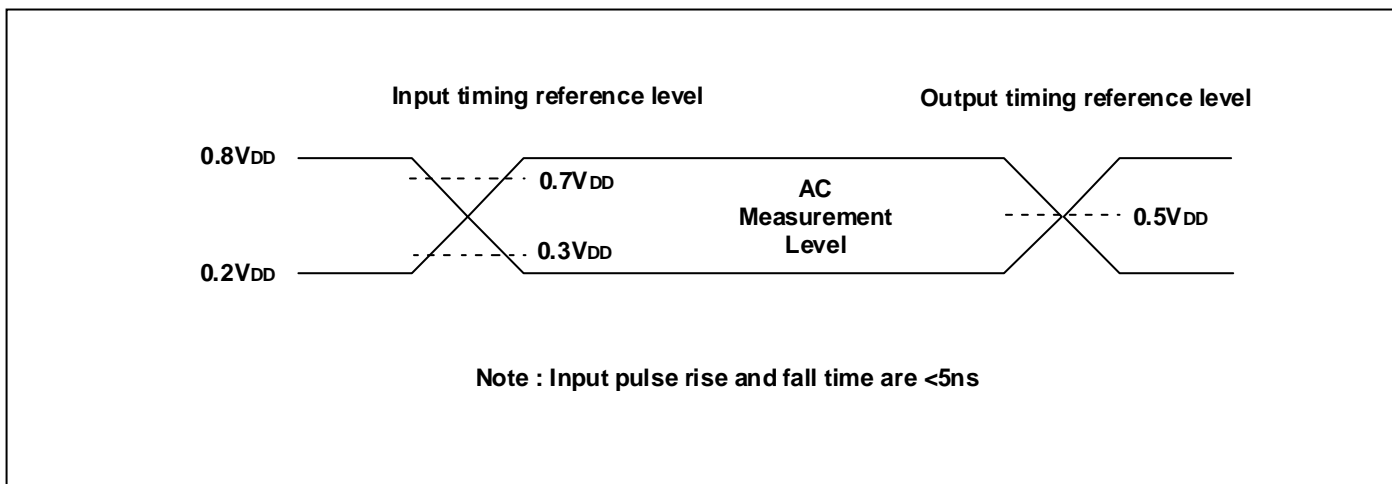 Input timing reference level
Output timing reference level
0.8VDD
0.7VDD
AC
Measurement
Level
0.5VDD
0.3VDD
0.2VDD
Note : Input pulse rise and fall time are <5ns